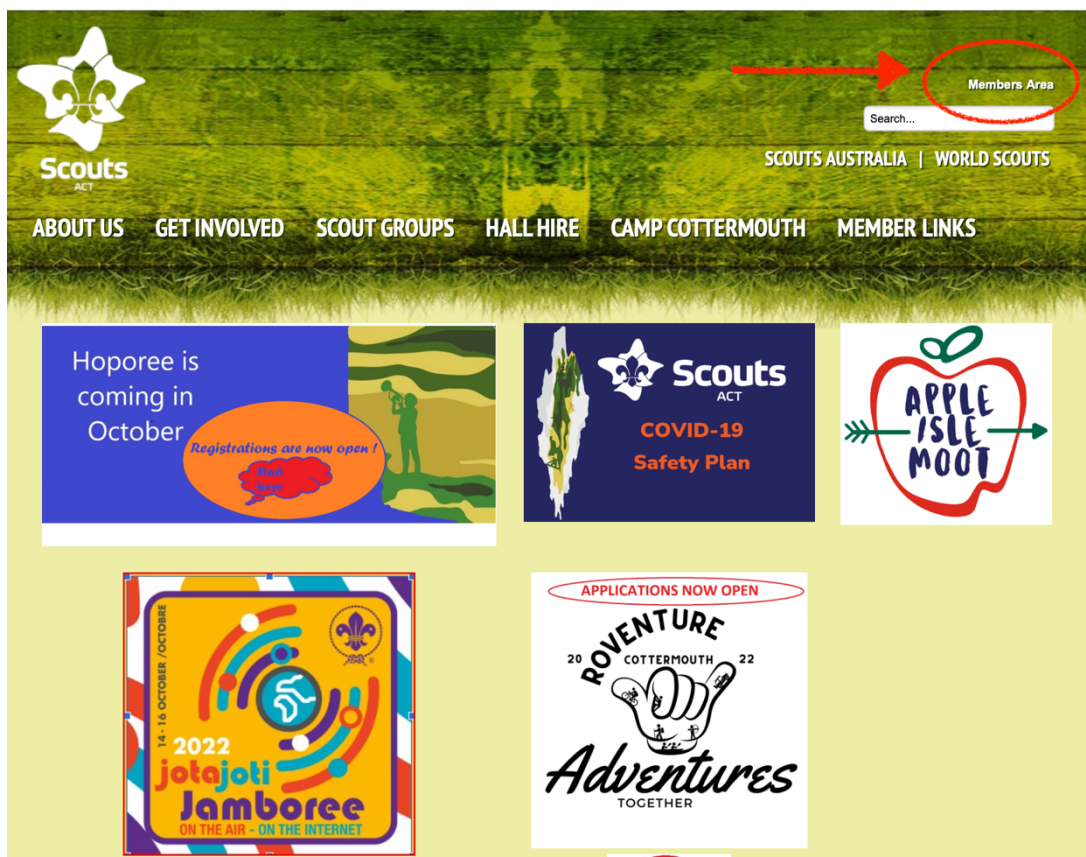 Members Area
Search...
Scouts
ACT
SCOUTS AUSTRALIA | WORLD SCOUTS
ABOUT US GET INVOLVED SCOUT GROUPS HALL HIRE CAMP COTTERMOUTH MEMBER LINKS
Hoporee is
coming in
October
Registrations are now open !
Start
here
Scouts
ACT
COVID-19
Safety Plan
APPLE
ISLE
MOOT
14 - 16 OCTOBER / OCTOBRE
2022
jotajoti
Jamboree
ON THE AIR - ON THE INTERNET
APPLICATIONS NOW OPEN
ROVENTURE
20 COTTERMOUTH 22
Adventures
TOGETHER